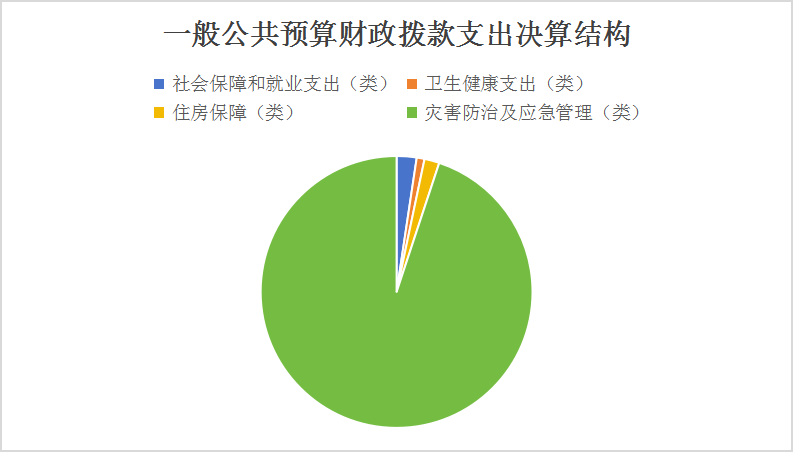 一般公共预算财政拨款支出决算结构
社会保障和就业支出（类） 卫生健康支出（类）
住房保障（类） 灾害防治及应急管理（类）